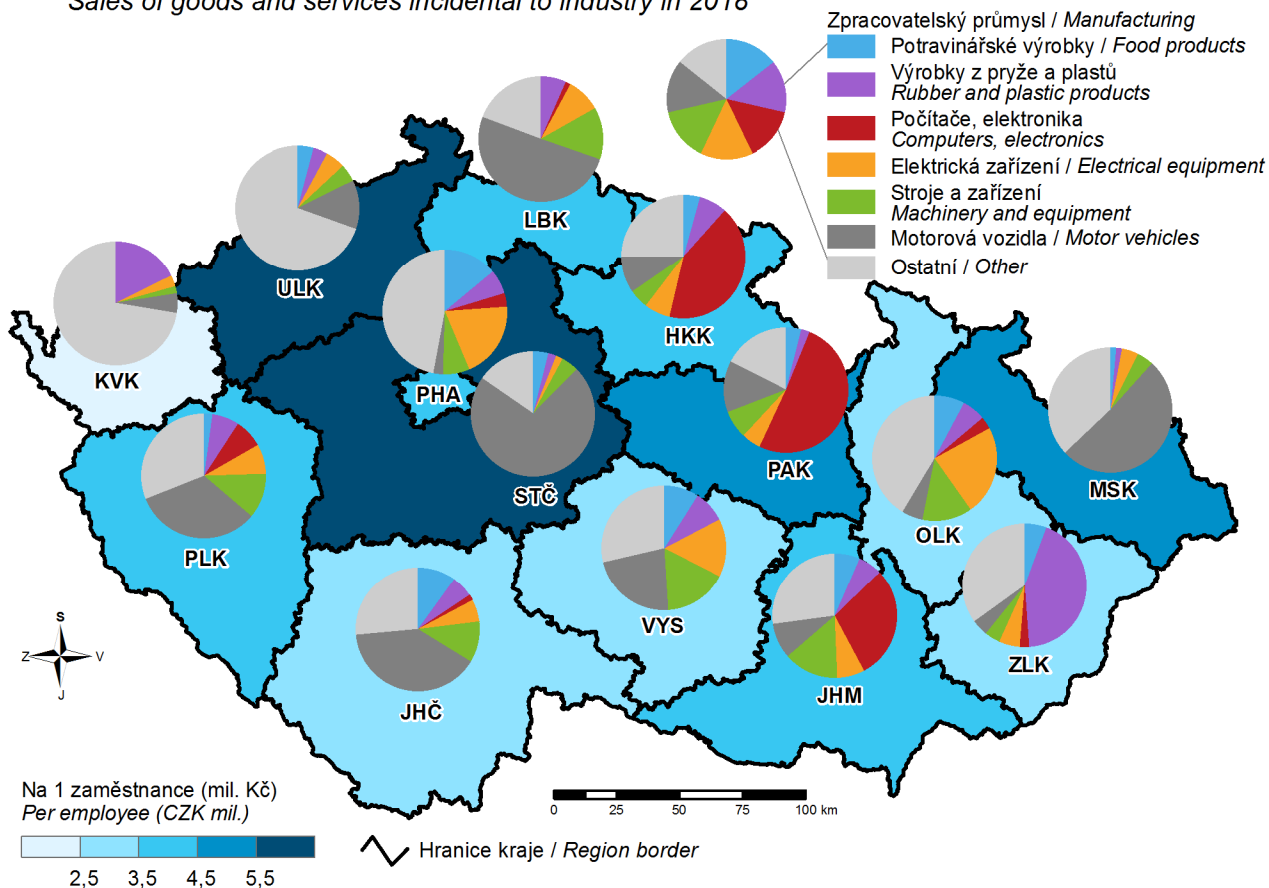 Sales of goods and services incidental to industry in 2018
Zpracovatelský průmysl / Manufacturing
Potravinářské výrobky / Food products
Výrobky z pryže a plastů
Rubber and plastic products
Počítače, elektronika
Computers, electronics
Elektrická zařízení / Electrical equipment
Stroje a zařízení
Machinery and equipment
Motorová vozidla / Motor vehicles
Ostatní / Other
LBK
ULK
HKK
KVK
PHA
PAK
MSK
STČ
OLK
PLK
VYS
ZLK
JHM
JHČ
S
Z
V
J
Na 1 zaměstnance (mil. Kč)
Per employee (CZK mil.)
2,5 3,5 4,5 5,5
Hranice kraje / Region border
0 25 50 75 100 km